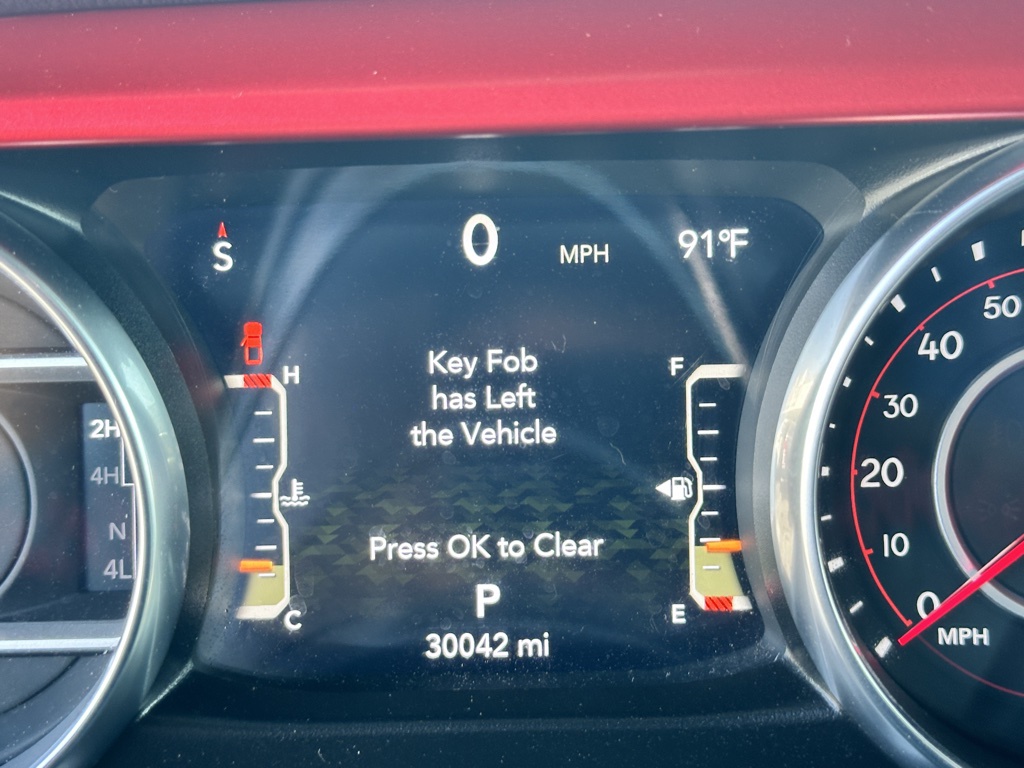 S
0 MPH
91°F
H
F
Key Fob
has Left
the Vehicle
Press OK to Clear
C
E
P
30042 mi
2H
4H
N
4L
50
40
30
20
10
0
MPH